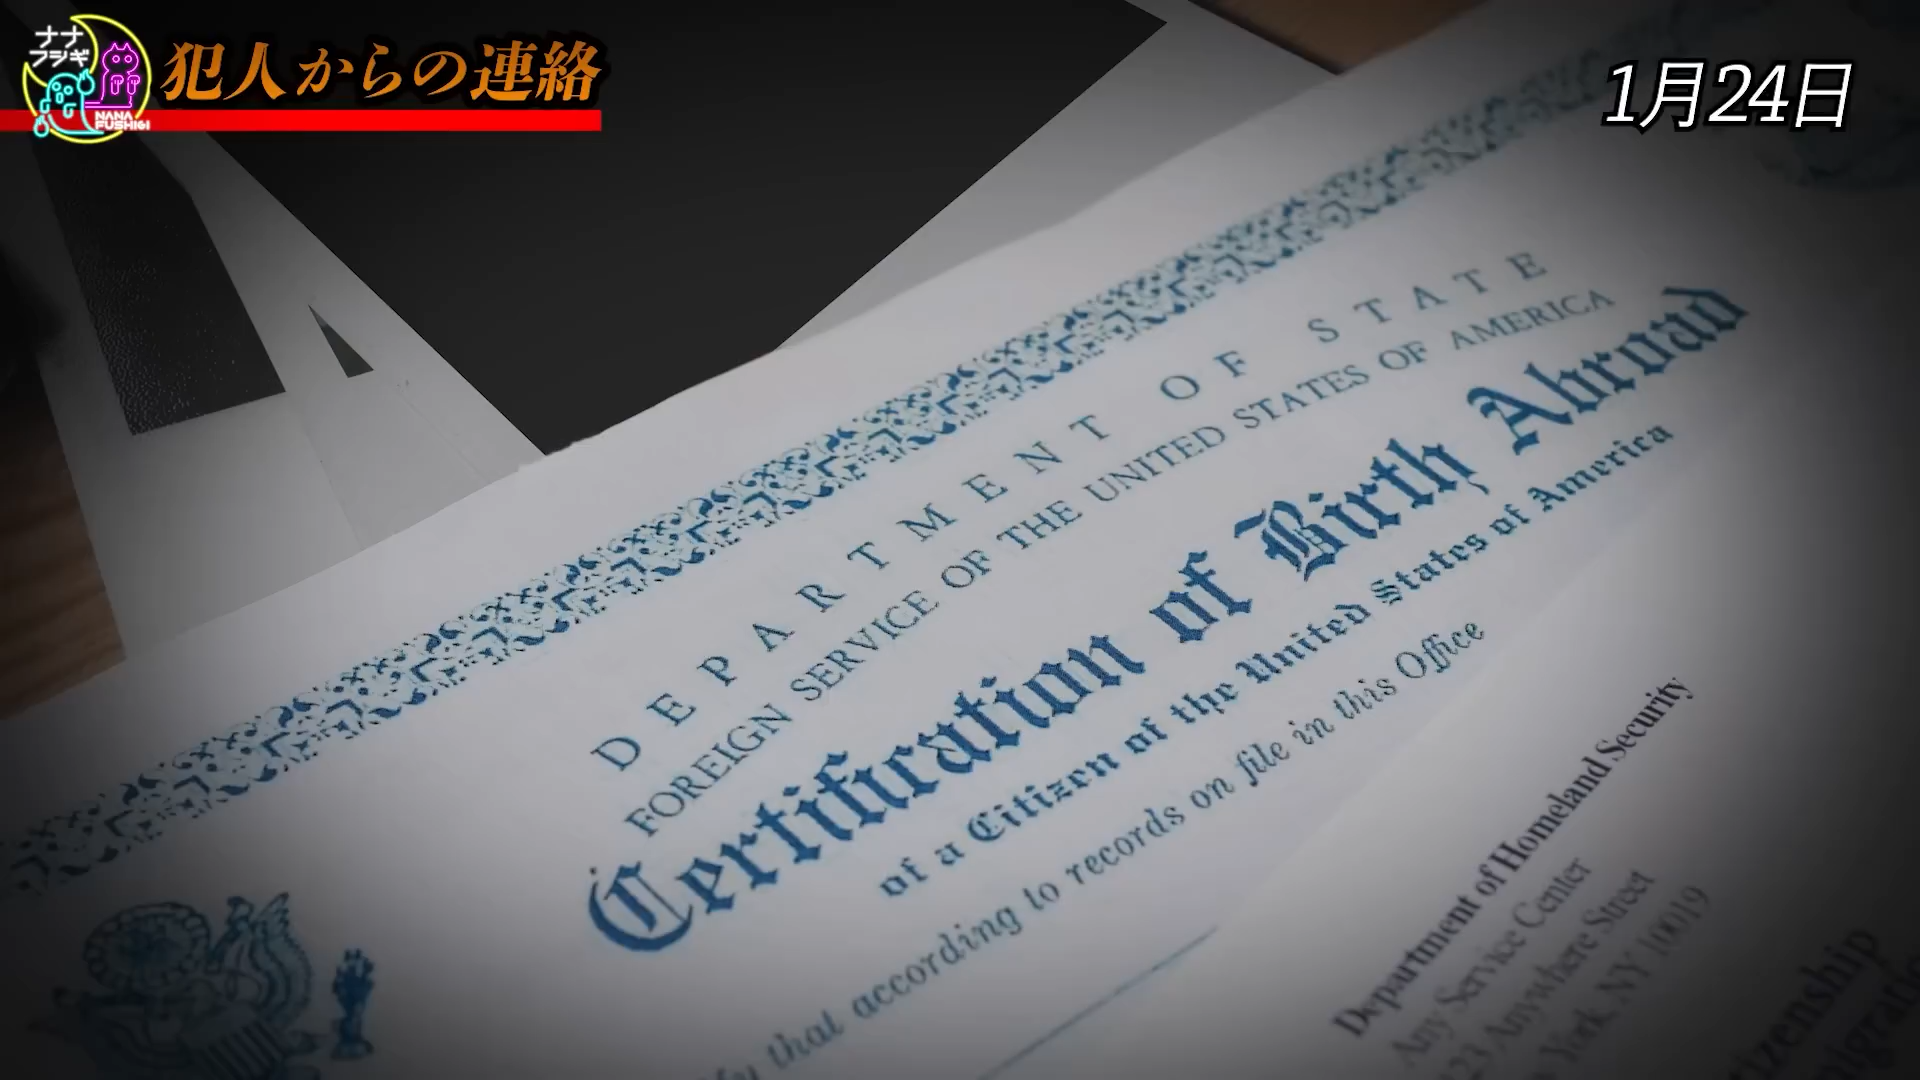 ナナ
フシギ
NANA
FUSHIGI
犯人からの連絡
1月24日
DEPARTMENT OF STATE
FOREIGN SERVICE OF THE UNITED STATES OF AMERICA
Certification of Birth Abroad
of a Citizen of the United States of America
that according to records on file in this Office
Department of Homeland Security
Any Service Center
123 Anywhere Street
York, NY 10019